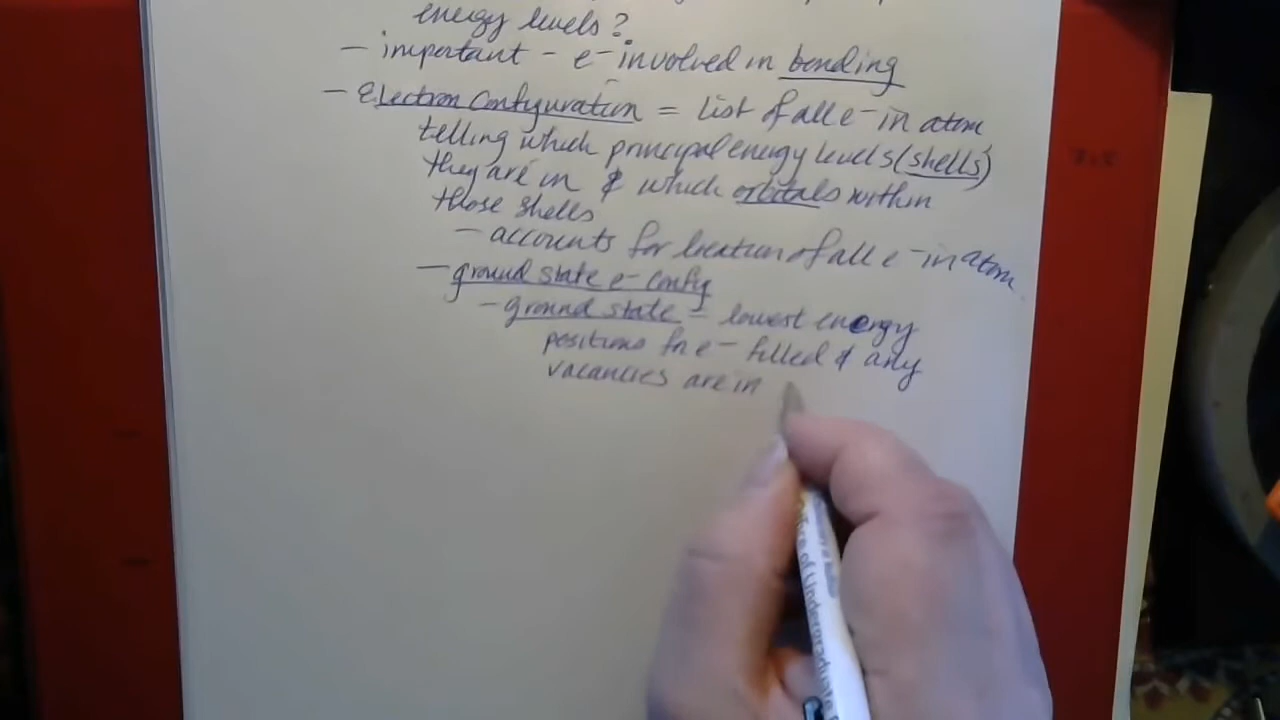 energy levels?
- important - e⁻ involved in bonding
- Electron Configuration = list of all e⁻ in atom
telling which principal energy levels (shells)
they are in & which orbitals within
those shells
- accounts for location of all e⁻ in atom
- ground state e⁻ config
- ground state = lowest energy
positions for e⁻ filled & any
vacancies are in
of Undergraduate